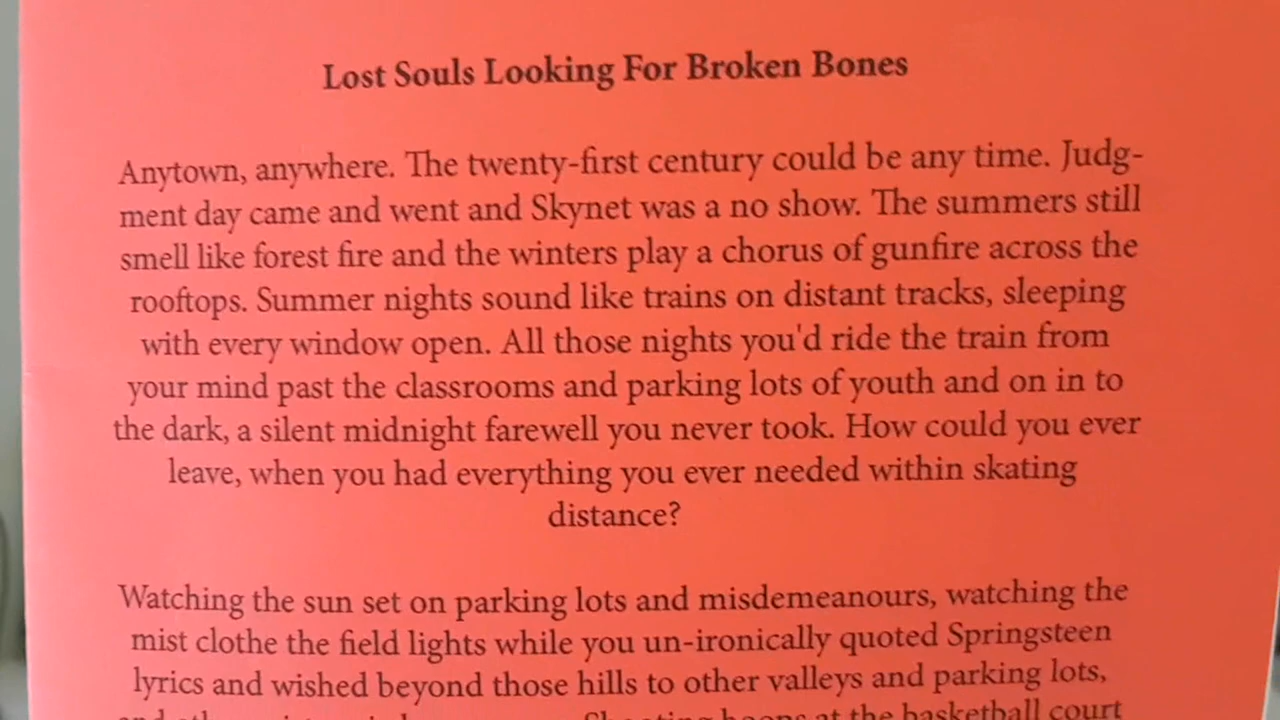 Lost Souls Looking For Broken Bones
Anytown, anywhere. The twenty-first century could be any time. Judg-
ment day came and went and Skynet was a no show. The summers still
smell like forest fire and the winters play a chorus of gunfire across the
rooftops. Summer nights sound like trains on distant tracks, sleeping
with every window open. All those nights you'd ride the train from
your mind past the classrooms and parking lots of youth and on in to
the dark, a silent midnight farewell you never took. How could you ever
leave, when you had everything you ever needed within skating
distance?
Watching the sun set on parking lots and misdemeanours, watching the
mist clothe the field lights while you un-ironically quoted Springsteen
lyrics and wished beyond those hills to other valleys and parking lots,
Shooting hoops at the basketball court